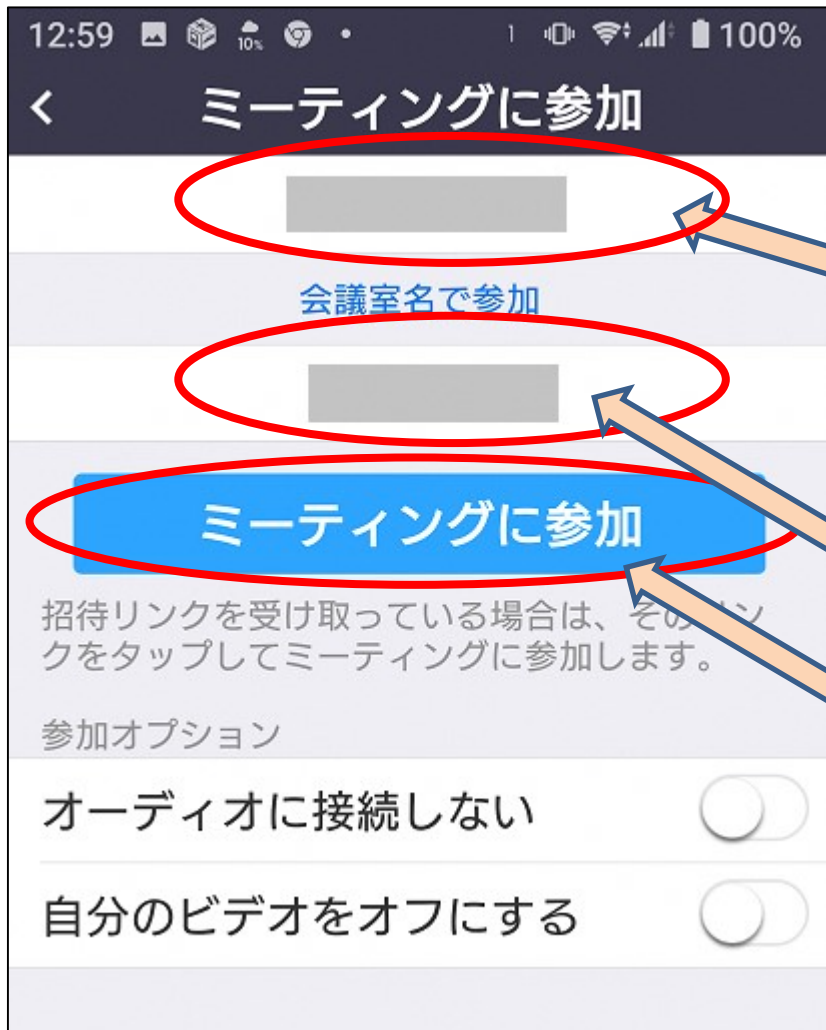 12:59 10% 1 100%
ミーティングに参加
会議室名で参加
ミーティングに参加
招待リンクを受け取っている場合は、そのリン
クをタップしてミーティングに参加します。
参加オプション
オーディオに接続しない
自分のビデオをオフにする